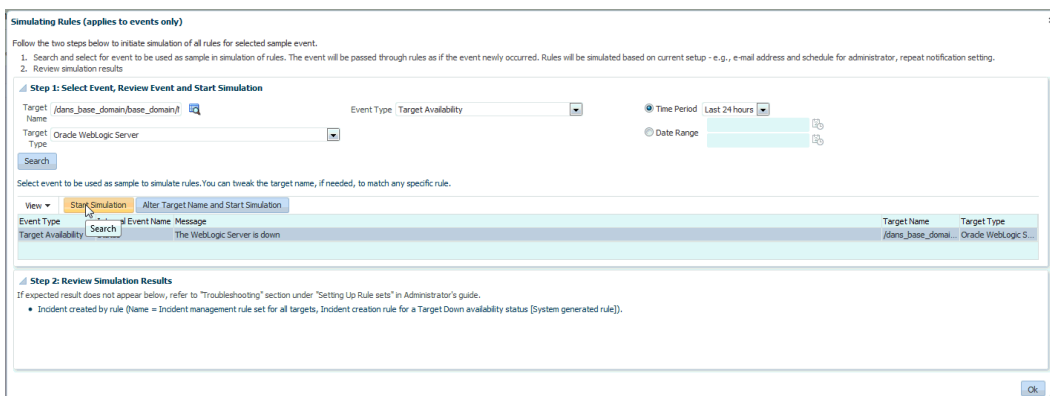 Simulating Rules (applies to events only)
Follow the two steps below to initiate simulation of all rules for selected sample event.
1. Search and select for event to be used as sample in simulation of rules. The event will be passed through rules as if the event newly occurred. Rules will be simulated based on current setup - e.g., e-mail address and schedule for administrator, repeat notification setting.
2. Review simulation results
Step 1: Select Event, Review Event and Start Simulation
Target Name /dans_base_domain/base_domain/ Event Type Target Availability Time Period Last 24 hours
Target Type Oracle WebLogic Server Date Range
Search
Select event to be used as sample to simulate rules.You can tweak the target name, if needed, to match any specific rule.
View Start Simulation Alter Target Name and Start Simulation
Event Type Event Name Message Target Name Target Type
Search
Target Availability The WebLogic Server is down /dans_base_domai... Oracle WebLogic S...
Step 2: Review Simulation Results
If expected result does not appear below, refer to "Troubleshooting" section under "Setting Up Rule sets" in Administrator's guide.
• Incident created by rule (Name = Incident management rule set for all targets, Incident creation rule for a Target Down availability status [System generated rule]).
Ok